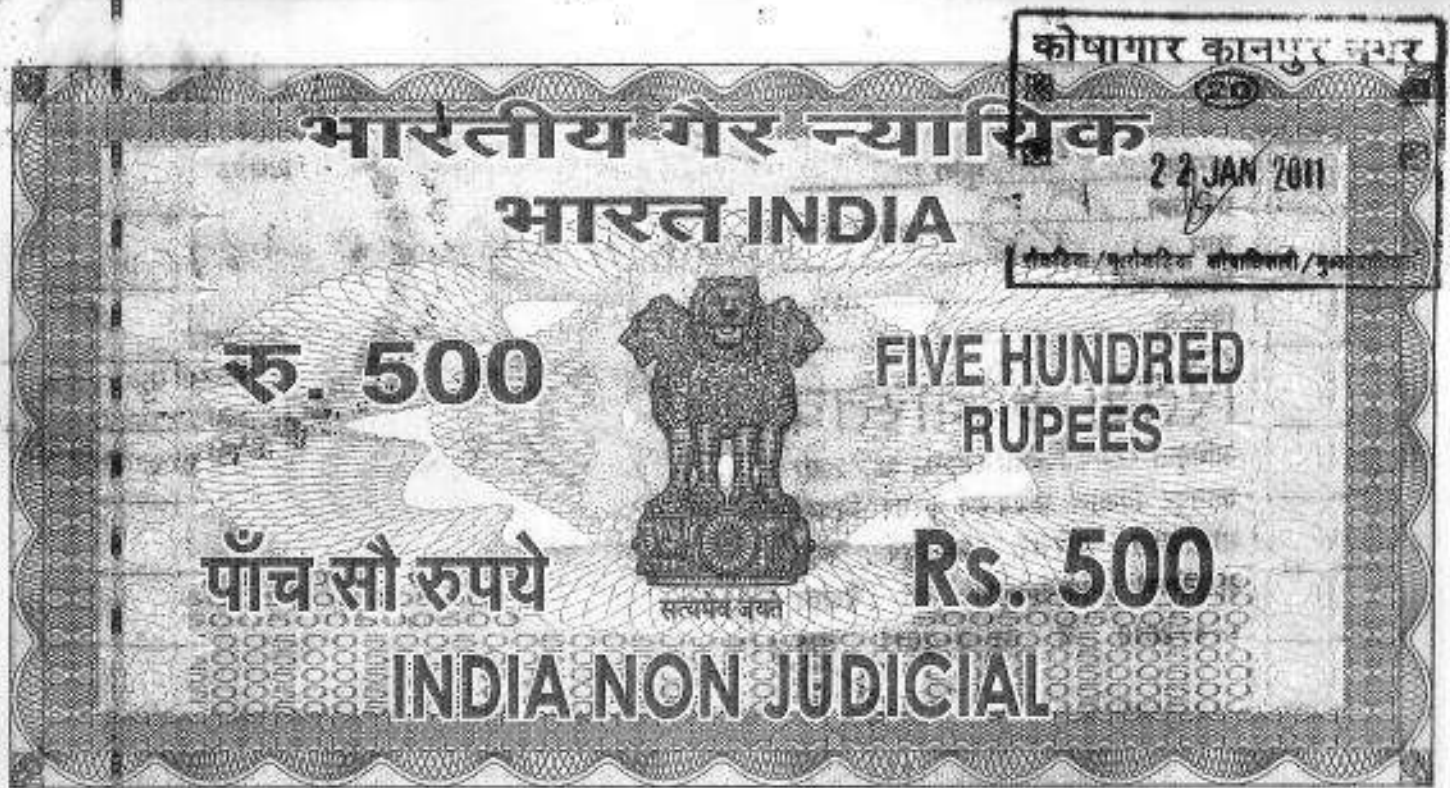 कोषागार कानपुर नगर
20
22 JAN 2011
भारतीय गैर न्यायिक
भारत INDIA
रु. 500
FIVE HUNDRED
RUPEES
पाँच सौ रुपये
Rs. 500
सत्यमेव जयते
INDIA NON JUDICIAL